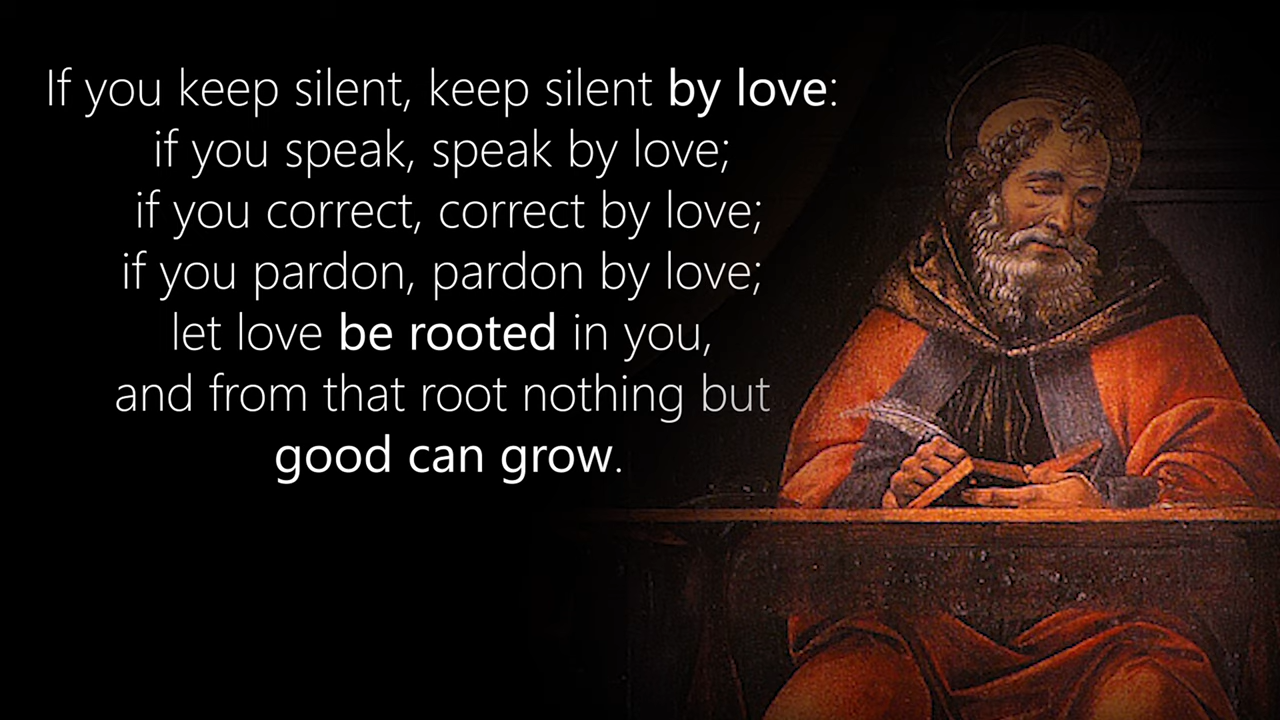 If you keep silent, keep silent by love:
if you speak, speak by love;
if you correct, correct by love;
if you pardon, pardon by love;
let love be rooted in you,
and from that root nothing but
good can grow.